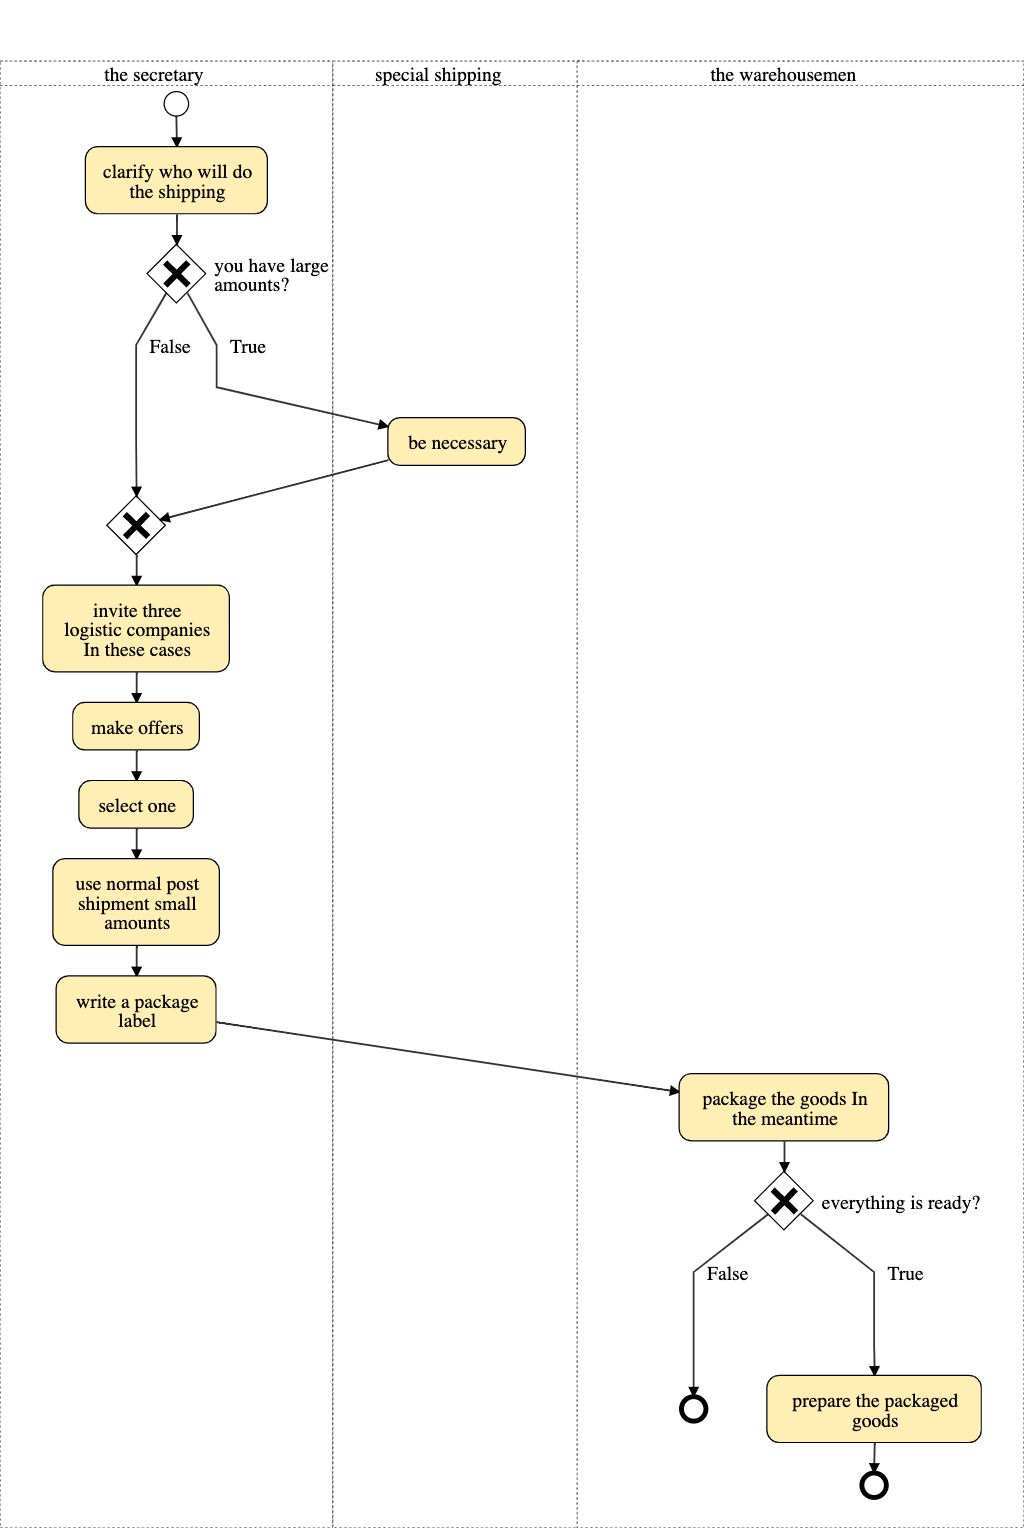 the secretary
special shipping
the warehousemen
clarify who will do
the shipping
you have large
amounts?
False
True
be necessary
invite three
logistic companies
In these cases
make offers
select one
use normal post
shipment small
amounts
write a package
label
package the goods In
the meantime
everything is ready?
False
True
prepare the packaged
goods